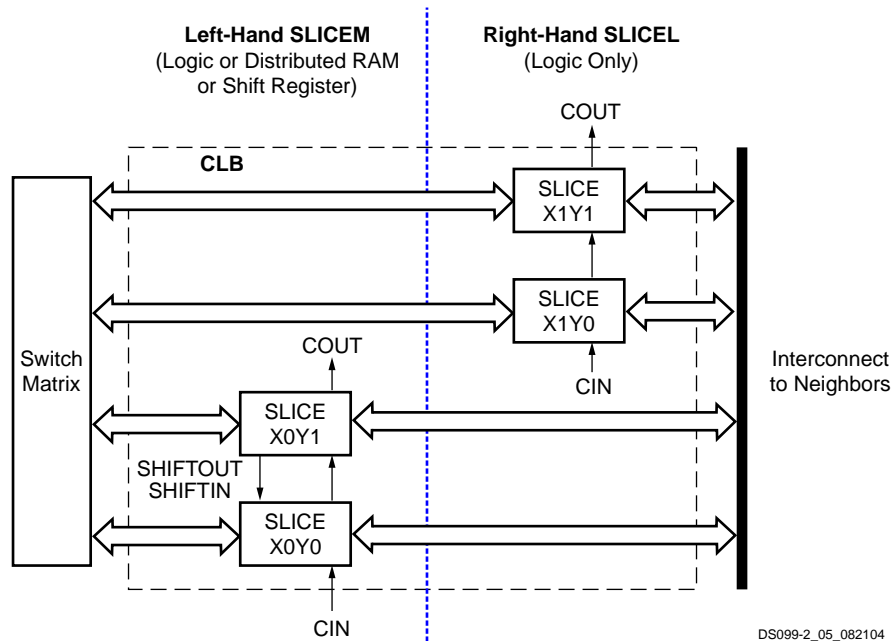 Left-Hand SLICEM
(Logic or Distributed RAM
or Shift Register)
Right-Hand SLICEL
(Logic Only)
COUT
CLB
SLICE
X1Y1
SLICE
X1Y0
COUT
CIN
Switch
Matrix
Interconnect
to Neighbors
SLICE
X0Y1
SHIFTOUT
SHIFTIN
SLICE
X0Y0
CIN
DS099-2_05_082104